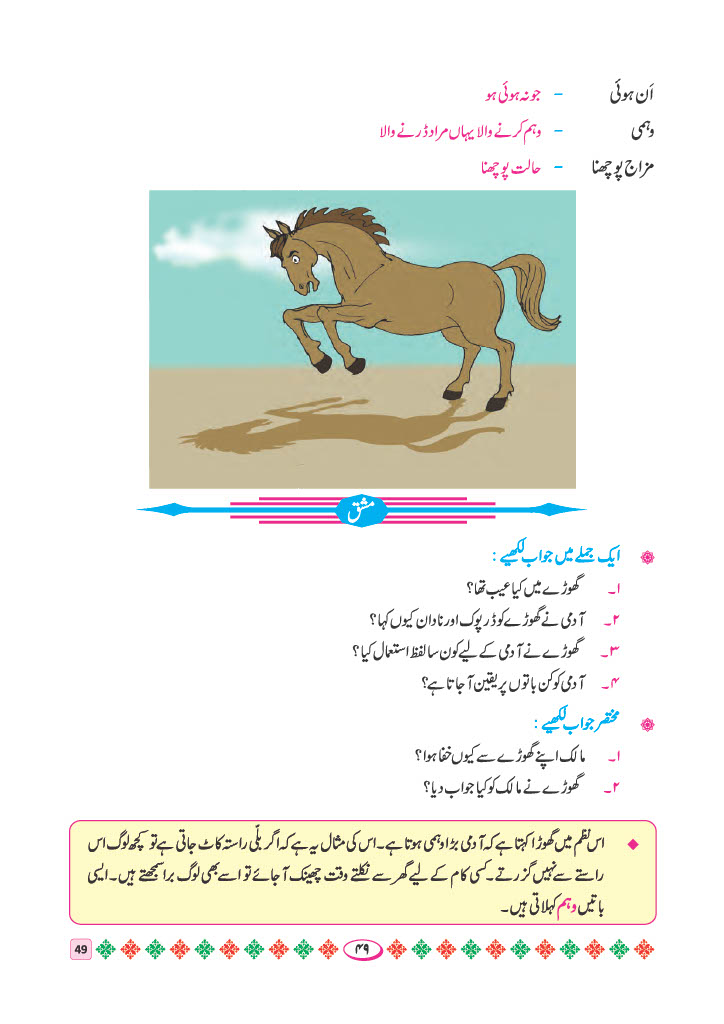 اَن ہوئی – جو نہ ہوئی ہو
وہمی – وہم کرنے والا یہاں مراد ڈرنے والا
مزاج پوچھنا – حالت پوچھنا
مشق
ایک جملے میں جواب لکھیے :
۱۔ گھوڑے میں کیا عیب تھا؟
۲۔ آدمی نے گھوڑے کو ڈرپوک اور نادان کیوں کہا؟
۳۔ گھوڑے نے آدمی کے لیے کون سا لفظ استعمال کیا؟
۴۔ آدمی کو کن باتوں پر یقین آ جاتا ہے؟
مختصر جواب لکھیے :
۱۔ مالک اپنے گھوڑے سے کیوں خفا ہوا؟
۲۔ گھوڑے نے مالک کو کیا جواب دیا؟
اس نظم میں گھوڑا کہتا ہے کہ آدمی بڑا وہمی ہوتا ہے۔ اس کی مثال یہ ہے کہ اگر بلّی راستہ کاٹ جاتی ہے تو کچھ لوگ اس
راستے سے نہیں گزرتے۔ کسی کام کے لیے گھر سے نکلتے وقت چھینک آ جائے تو اسے بھی لوگ برا سمجھتے ہیں۔ ایسی
باتیں وہم کہلاتی ہیں۔
۴۹
49